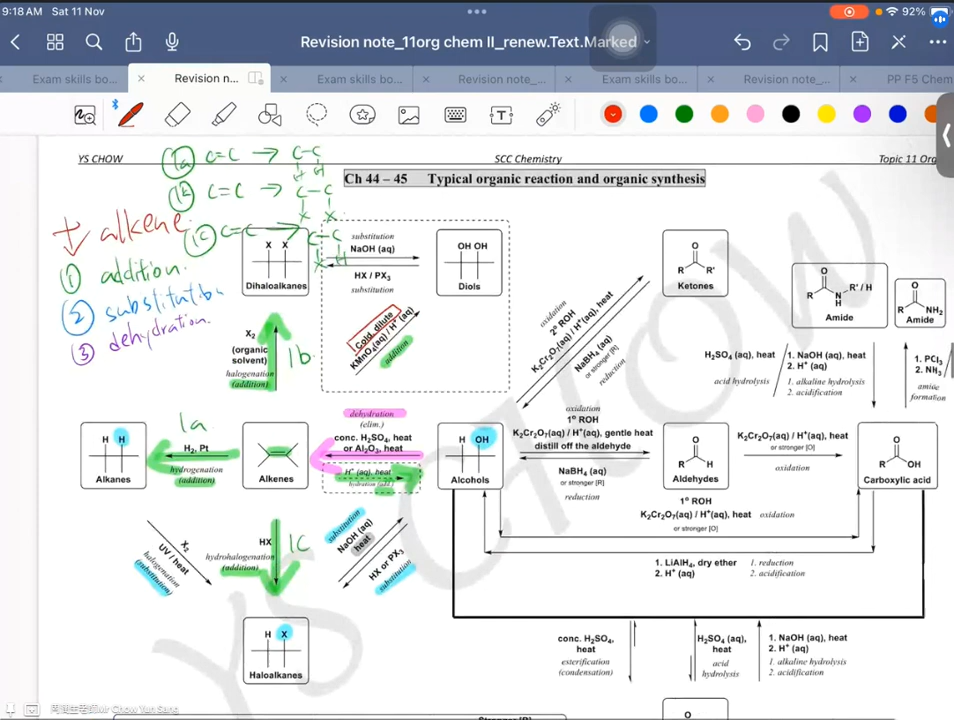 9:18 AM Sat 11 Nov
92%
Revision note_11org chem II_renew.Text.Marked
Exam skills bo...
Revision n...
Exam skills bo...
Revision note_...
Exam skills bo...
Revision note_...
PP F5 Chem
YS CHOW
SCC Chemistry
Topic 11 Org
Ch 44 – 45 Typical organic reaction and organic synthesis
1a C=C → C-C
H H
1b C=C → C-C
X X
1c C=C → C-C
X H
alkene
① addition.
② substitution
③ dehydration.
X X
Dihaloalkanes
substitution
NaOH (aq)
HX / PX3
substitution
OH OH
Diols
Cold, dilute
KMnO4(aq) / H+(aq)
addition
X2
(organic
solvent)
halogenation
(addition)
1b
oxidation
2° ROH
K2Cr2O7(aq) / H+(aq), heat
NaBH4 (aq)
or stronger [R]
reduction
O
R R'
Ketones
O
R N R' / H
H
Amide
O
R NH2
Amide
H2SO4 (aq), heat
acid hydrolysis
1. NaOH (aq), heat
2. H+ (aq)
1. alkaline hydrolysis
2. acidification
1. PCl3
2. NH3
amide
formation
H H
Alkanes
1a
H2, Pt
hydrogenation
(addition)
Alkenes
dehydration
(elim.)
conc. H2SO4, heat
or Al2O3, heat
H+ (aq), heat
hydration (add.)
H OH
Alcohols
oxidation
1° ROH
K2Cr2O7(aq) / H+(aq), gentle heat
distill off the aldehyde
NaBH4 (aq)
or stronger [R]
reduction
O
R H
Aldehydes
K2Cr2O7(aq) / H+(aq), heat
or stronger [O]
oxidation
O
R OH
Carboxylic acid
1° ROH
K2Cr2O7(aq) / H+(aq), heat oxidation
or stronger [O]
X2
UV / heat
halogenation
(substitution)
HX
hydrohalogenation
(addition)
1c
substitution
NaOH (aq)
heat
HX or PX3
substitution
1. LiAlH4, dry ether 1. reduction
2. H+ (aq) 2. acidification
H X
Haloalkanes
conc. H2SO4,
heat
esterification
(condensation)
H2SO4 (aq),
heat
acid
hydrolysis
1. NaOH (aq), heat
2. H+ (aq)
1. alkaline hydrolysis
2. acidification
O
YS CHOW
Mr Chow Yun Sang